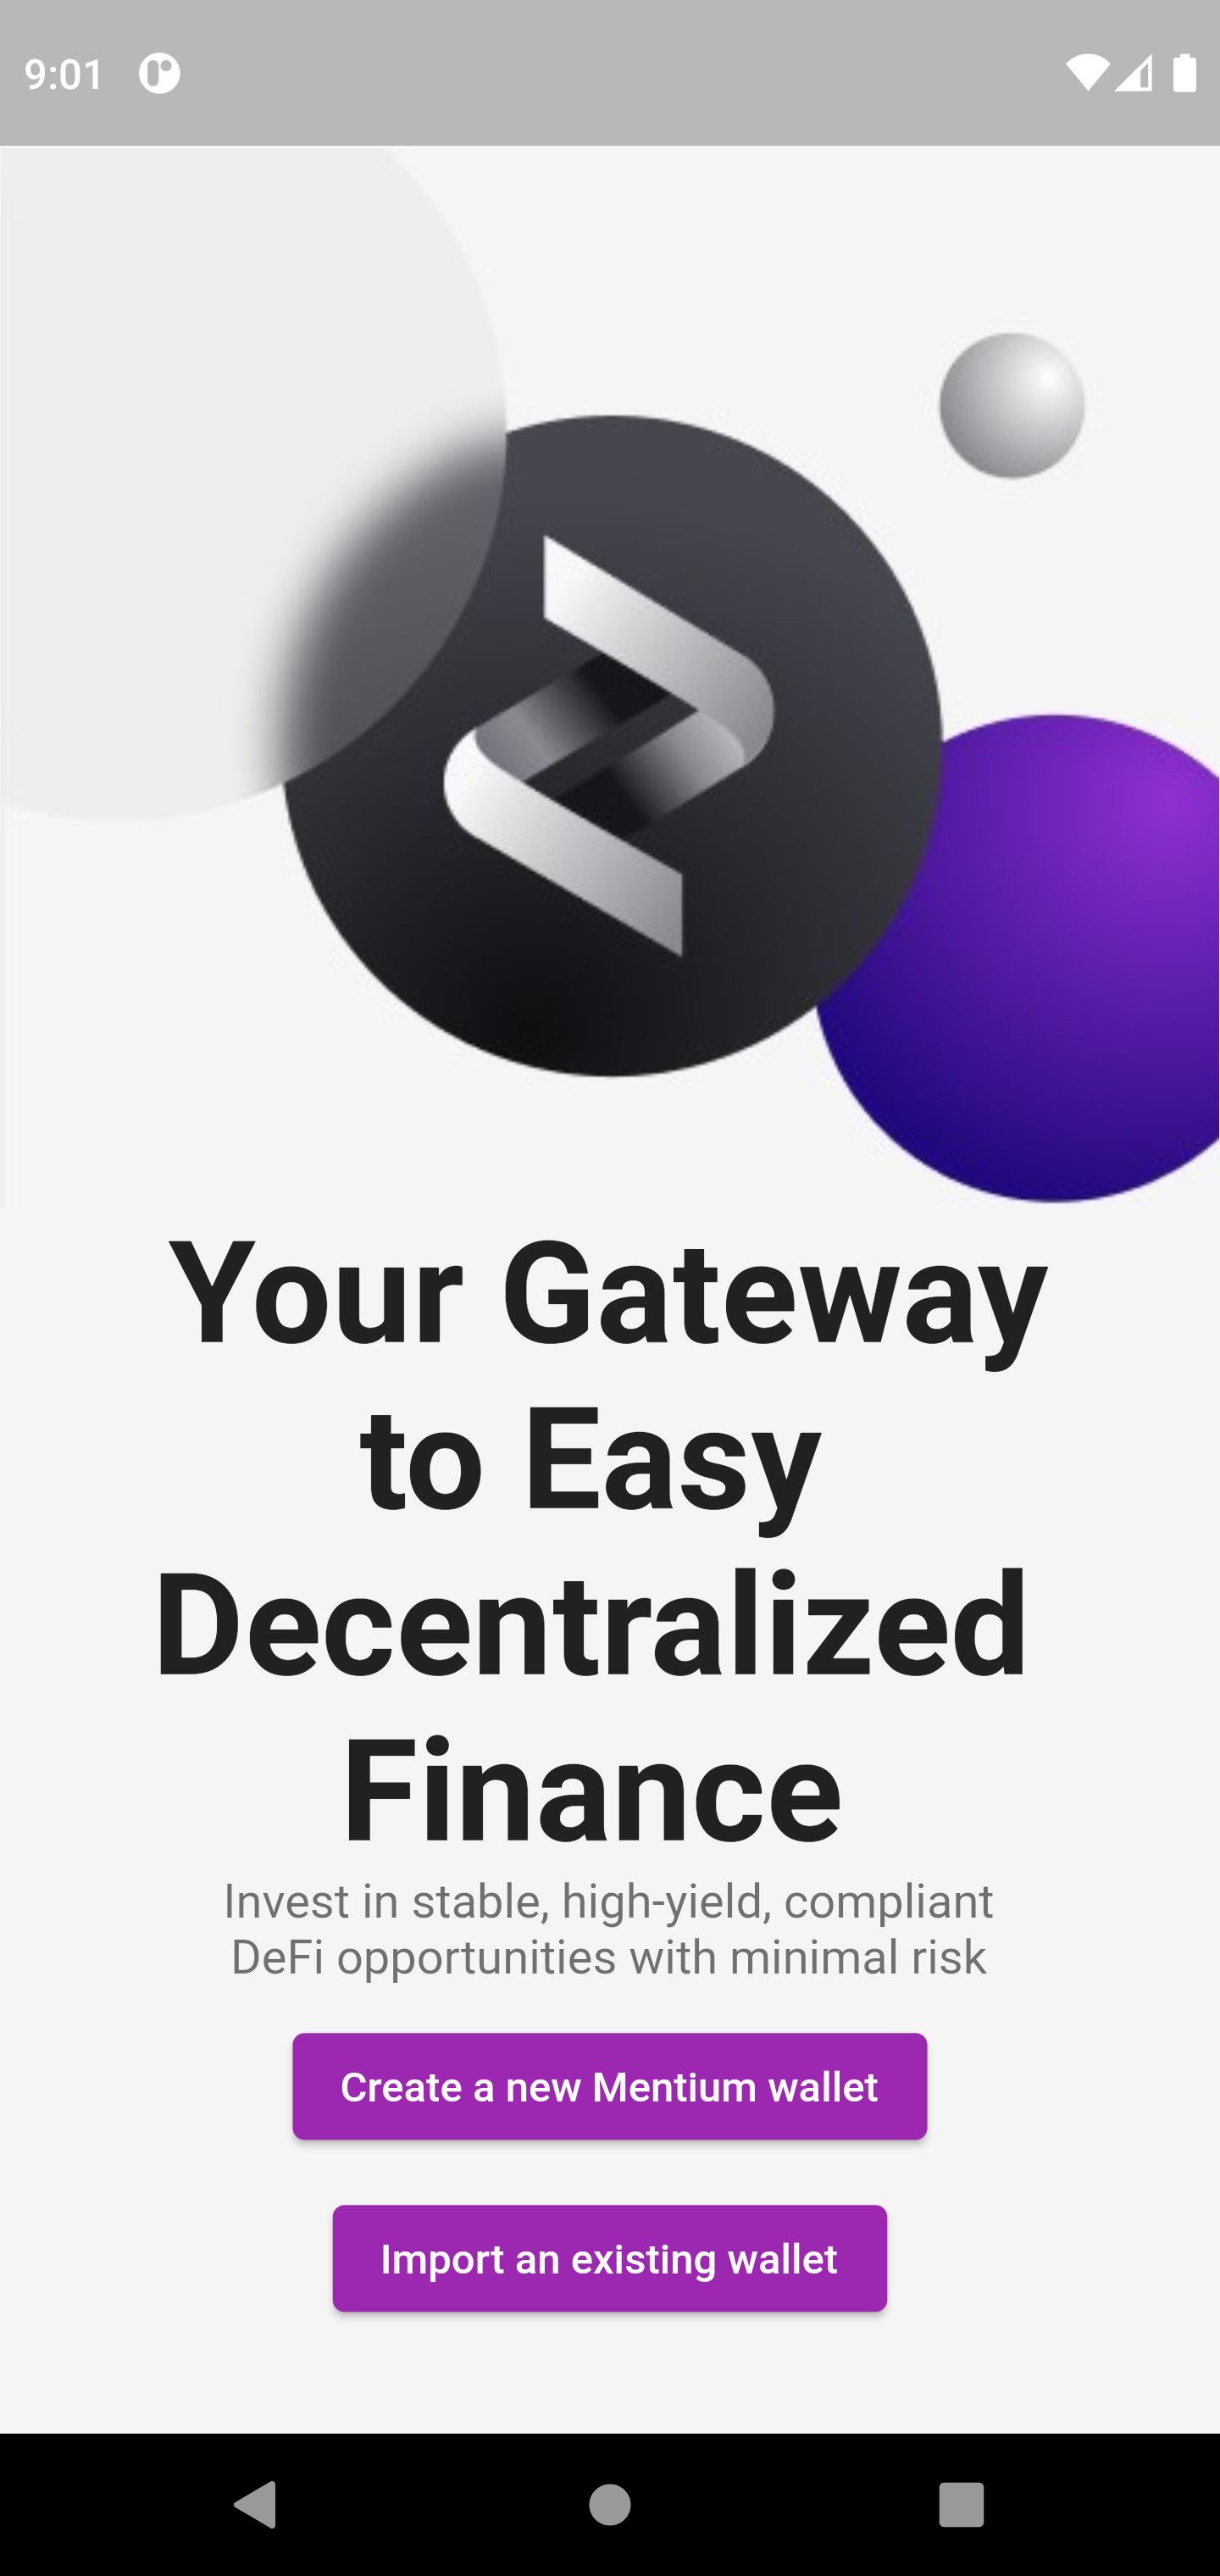 9:01
Your Gateway
to Easy
Decentralized
Finance
Invest in stable, high-yield, compliant
DeFi opportunities with minimal risk
Create a new Mentium wallet
Import an existing wallet